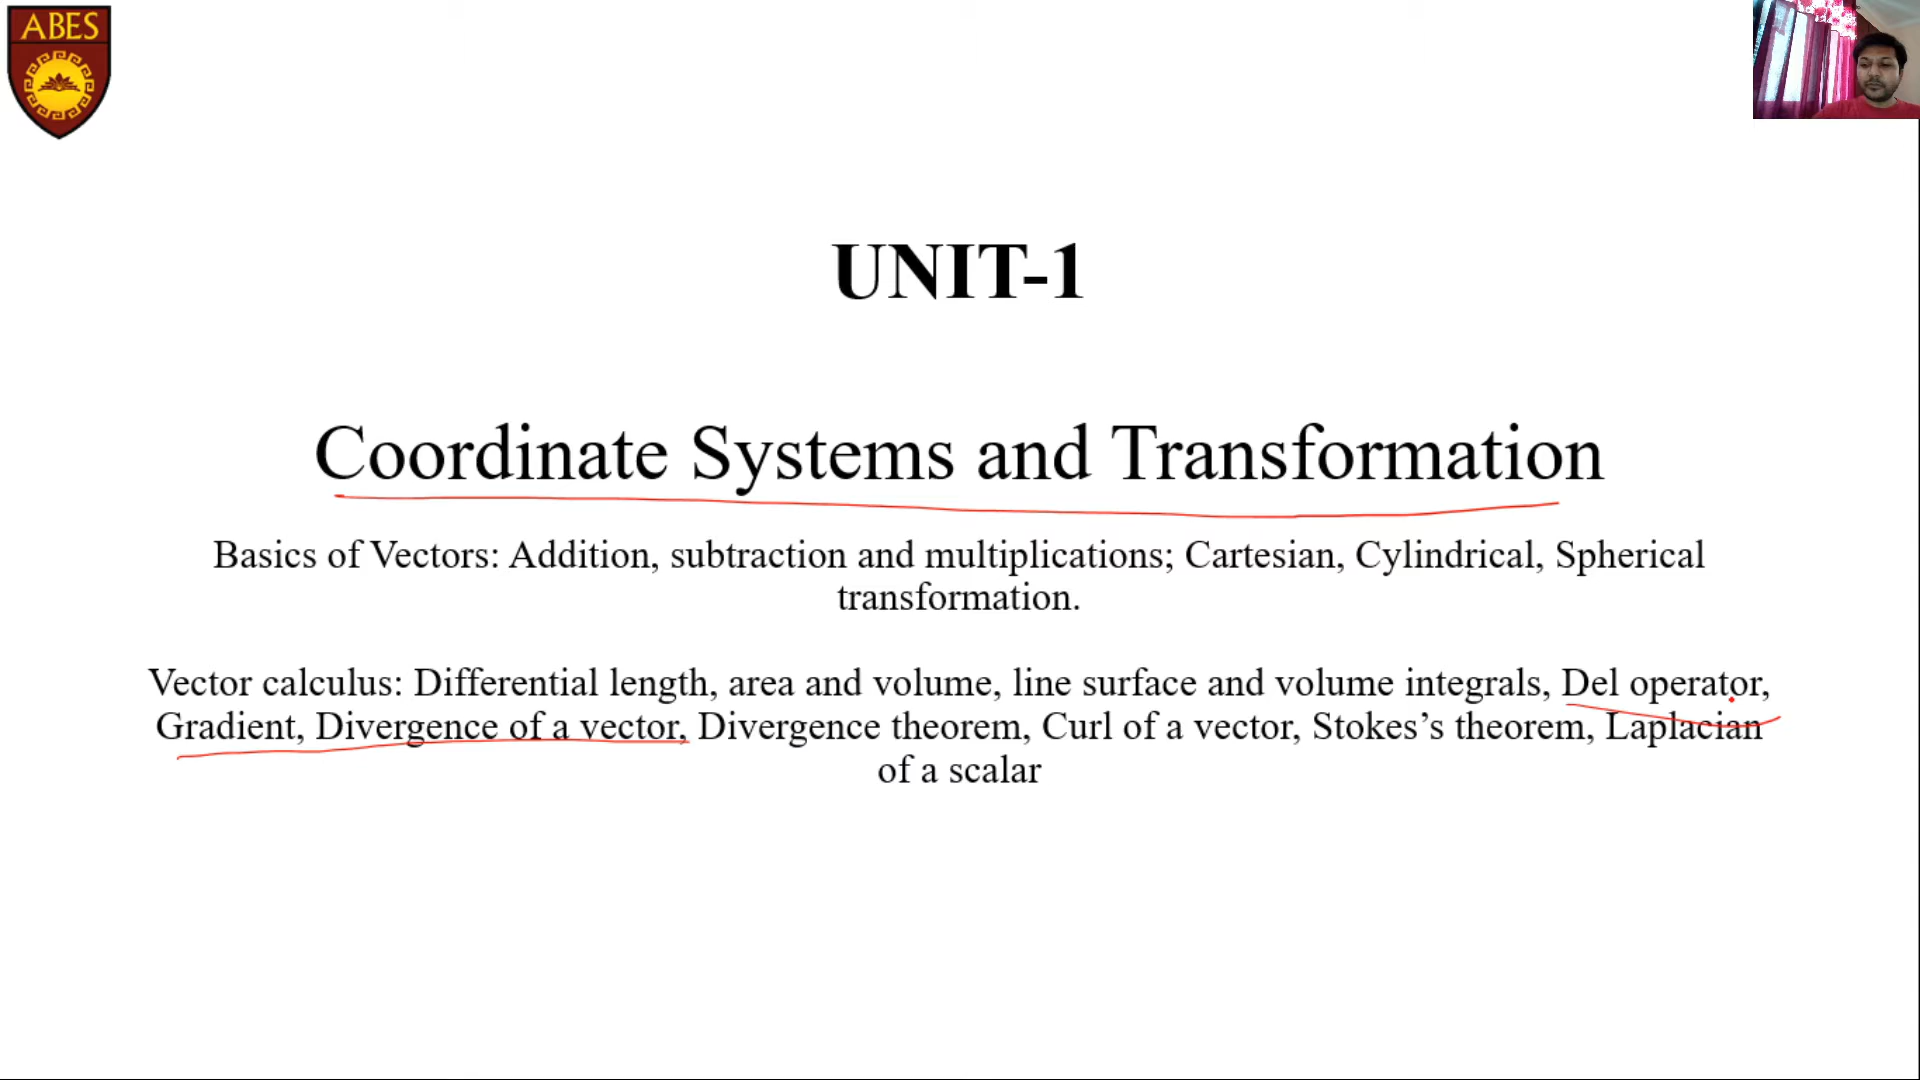 ABES
UNIT-1
Coordinate Systems and Transformation
Basics of Vectors: Addition, subtraction and multiplications; Cartesian, Cylindrical, Spherical
transformation.
Vector calculus: Differential length, area and volume, line surface and volume integrals, Del operator,
Gradient, Divergence of a vector, Divergence theorem, Curl of a vector, Stokes’s theorem, Laplacian
of a scalar